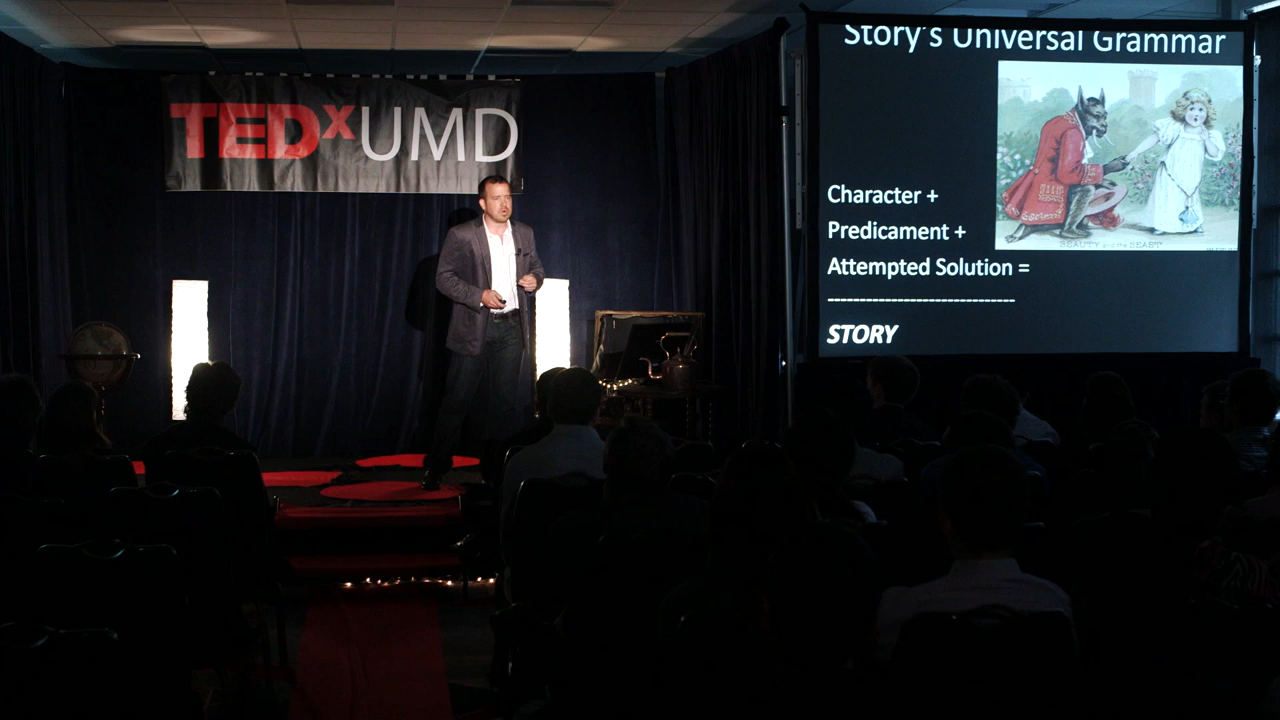 TEDxUMD
Story's Universal Grammar
Character +
Predicament +
Attempted Solution =
-----------------------------
STORY
BEAUTY and the BEAST